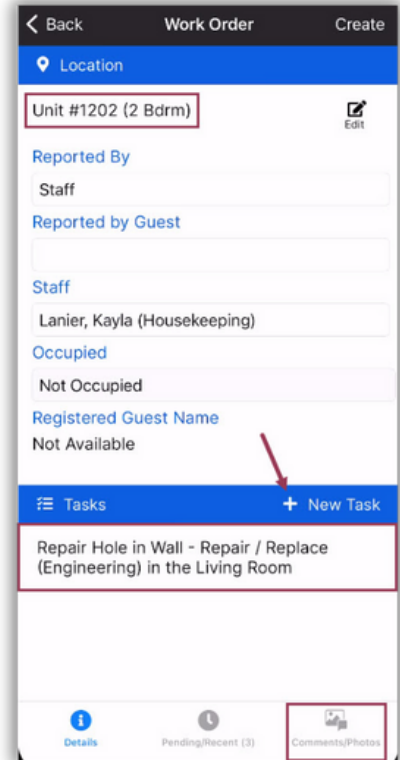 Back Work Order Create
Location
Unit #1202 (2 Bdrm)
Edit
Reported By
Staff
Reported by Guest
Staff
Lanier, Kayla (Housekeeping)
Occupied
Not Occupied
Registered Guest Name
Not Available
Tasks + New Task
Repair Hole in Wall - Repair / Replace
(Engineering) in the Living Room
Details Pending/Recent (3) Comments/Photos